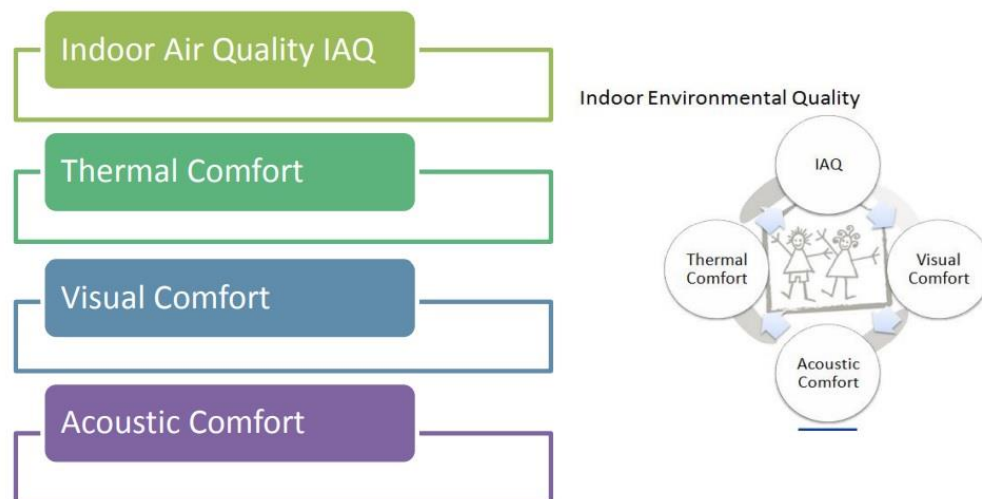 Indoor Air Quality IAQ
Thermal Comfort
Visual Comfort
Acoustic Comfort
Indoor Environmental Quality
IAQ
Thermal
Comfort
Visual
Comfort
Acoustic
Comfort